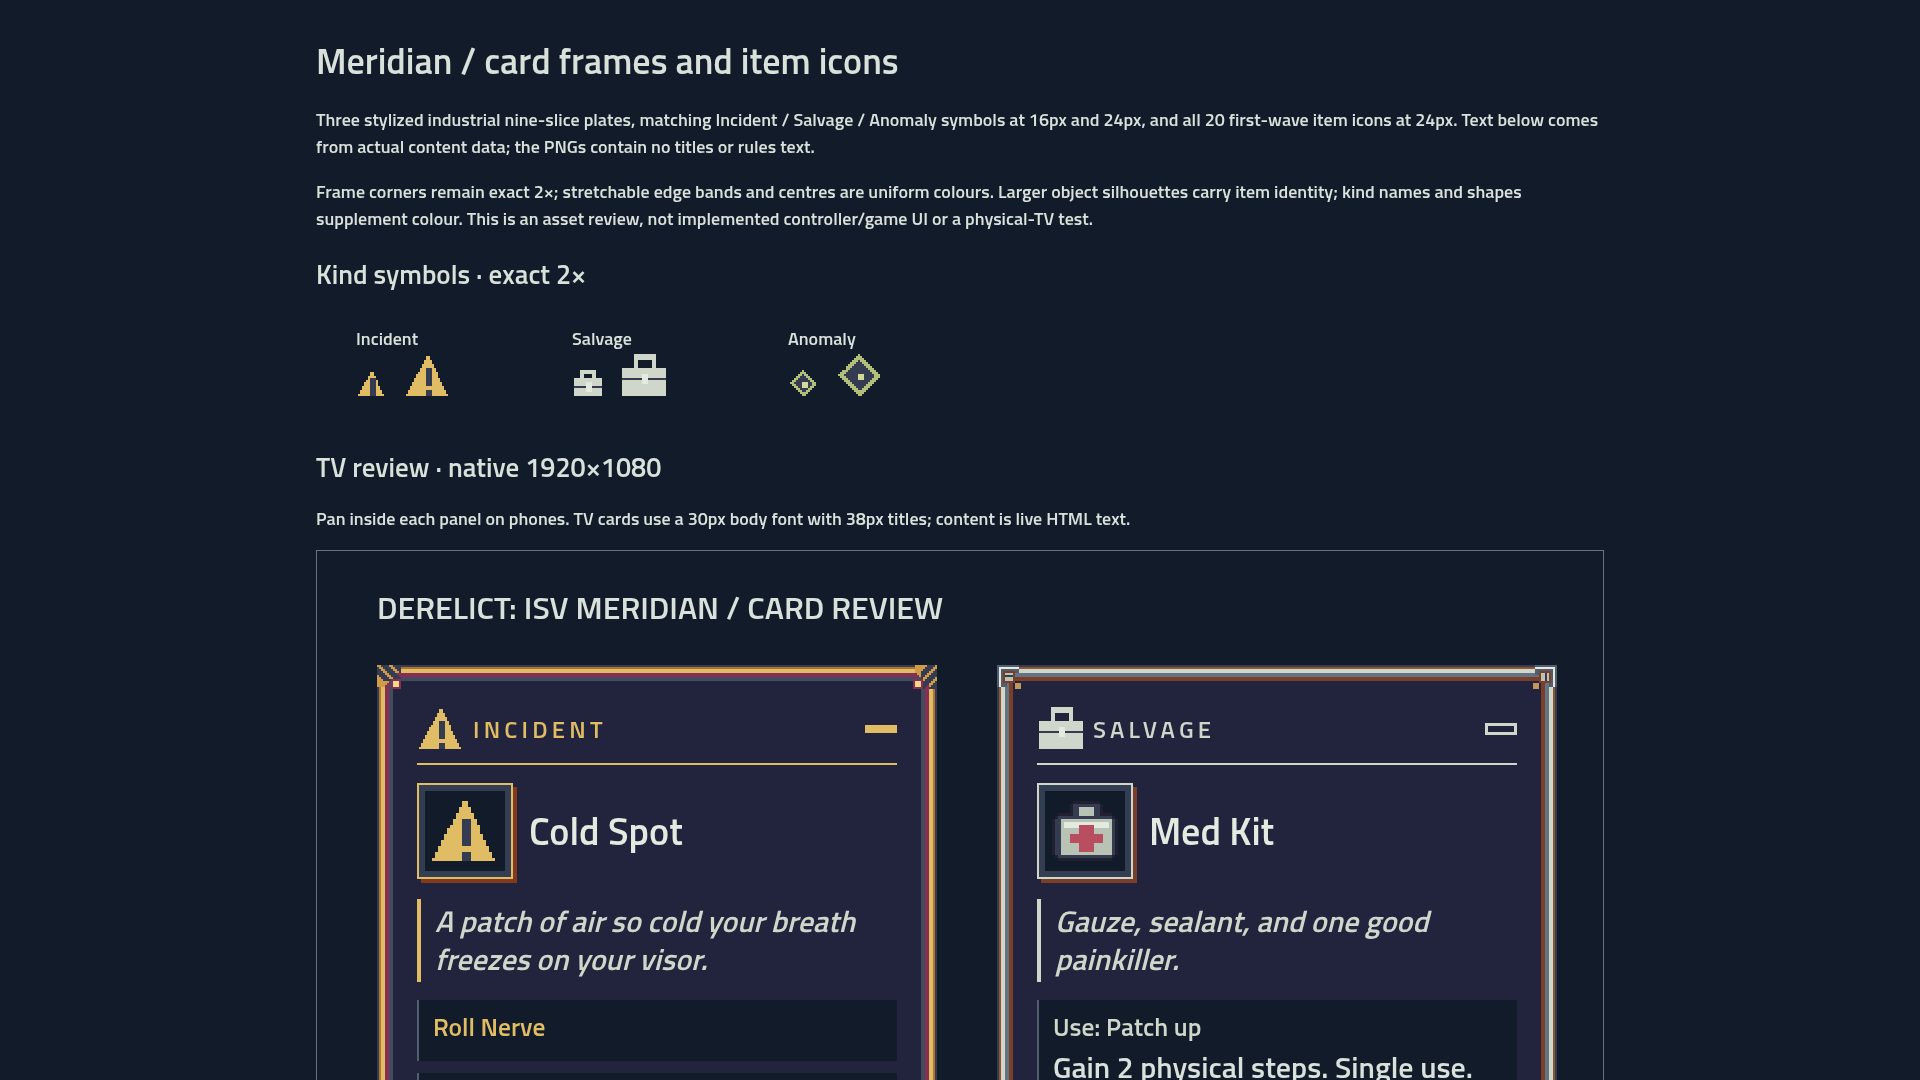 Meridian / card frames and item icons
Three stylized industrial nine-slice plates, matching Incident / Salvage / Anomaly symbols at 16px and 24px, and all 20 first-wave item icons at 24px. Text below comes
from actual content data; the PNGs contain no titles or rules text.
Frame corners remain exact 2×; stretchable edge bands and centres are uniform colours. Larger object silhouettes carry item identity; kind names and shapes
supplement colour. This is an asset review, not implemented controller/game UI or a physical-TV test.
Kind symbols · exact 2×
Incident
Salvage
Anomaly
TV review · native 1920×1080
Pan inside each panel on phones. TV cards use a 30px body font with 38px titles; content is live HTML text.
DERELICT: ISV MERIDIAN / CARD REVIEW
INCIDENT
Cold Spot
A patch of air so cold your breath
freezes on your visor.
Roll Nerve
SALVAGE
Med Kit
Gauze, sealant, and one good
painkiller.
Use: Patch up
Gain 2 physical steps. Single use.